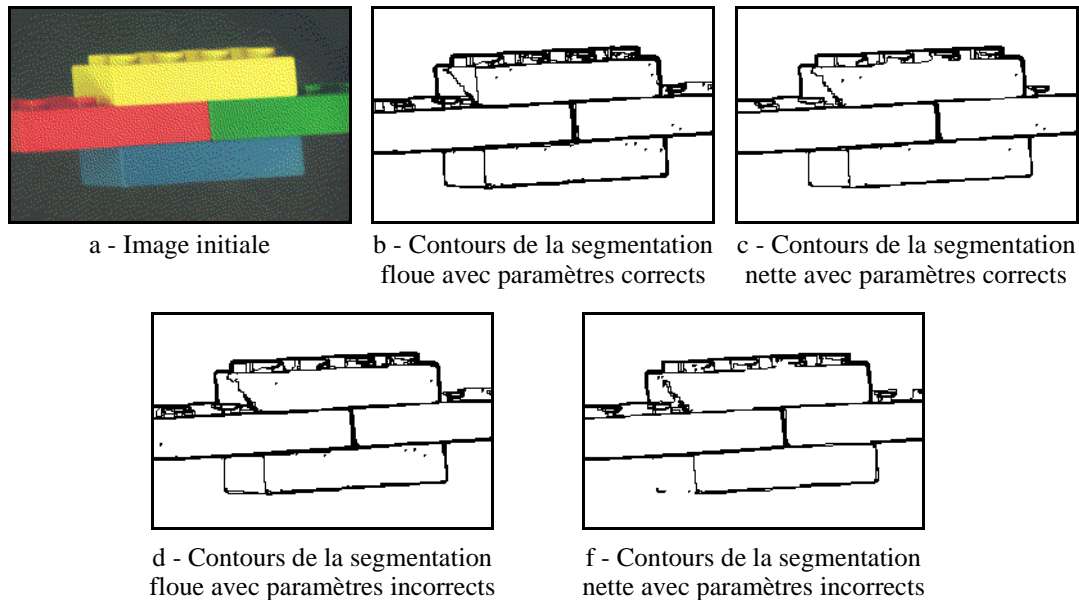 a - Image initiale
b - Contours de la segmentation
floue avec paramètres corrects
c - Contours de la segmentation
nette avec paramètres corrects
d - Contours de la segmentation
floue avec paramètres incorrects
f - Contours de la segmentation
nette avec paramètres incorrects